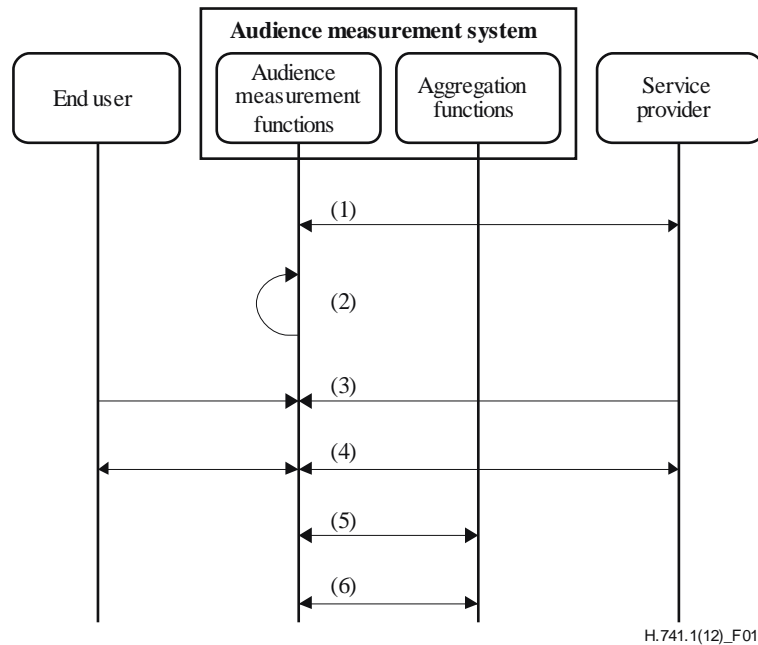 Audience measurement system
End user
Audience
measurement
functions
Aggregation
functions
Service
provider
(1)
(2)
(3)
(4)
(5)
(6)
H.741.1(12)_F01